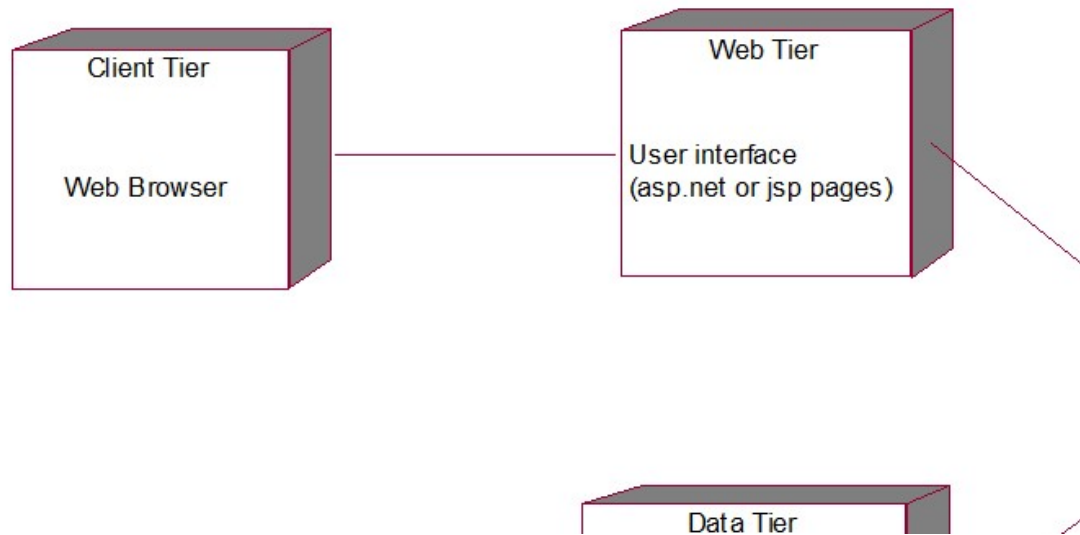 Client Tier
Web Browser
Web Tier
User interface
(asp.net or jsp pages)
Data Tier